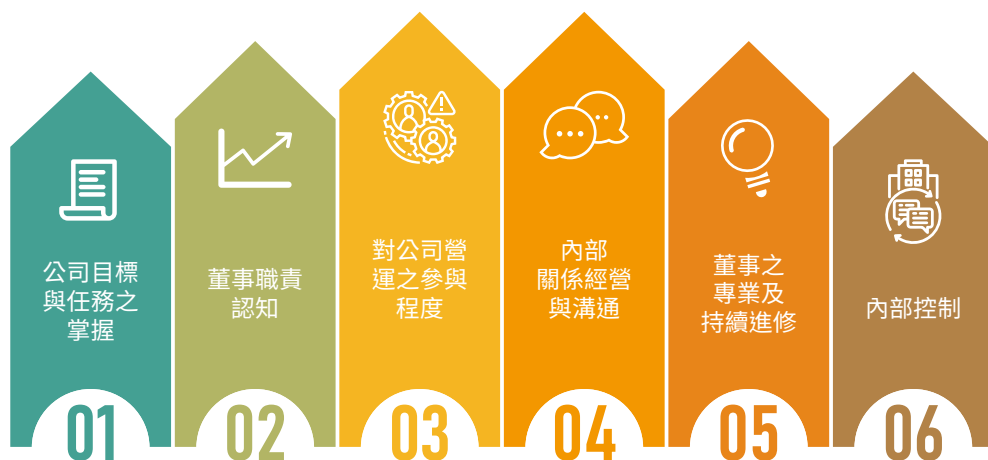 公司目標
與任務之
掌握
01
董事職責
認知
02
對公司營
運之參與
程度
03
內部
關係經營
與溝通
04
董事之
專業及
持續進修
05
內部控制
06